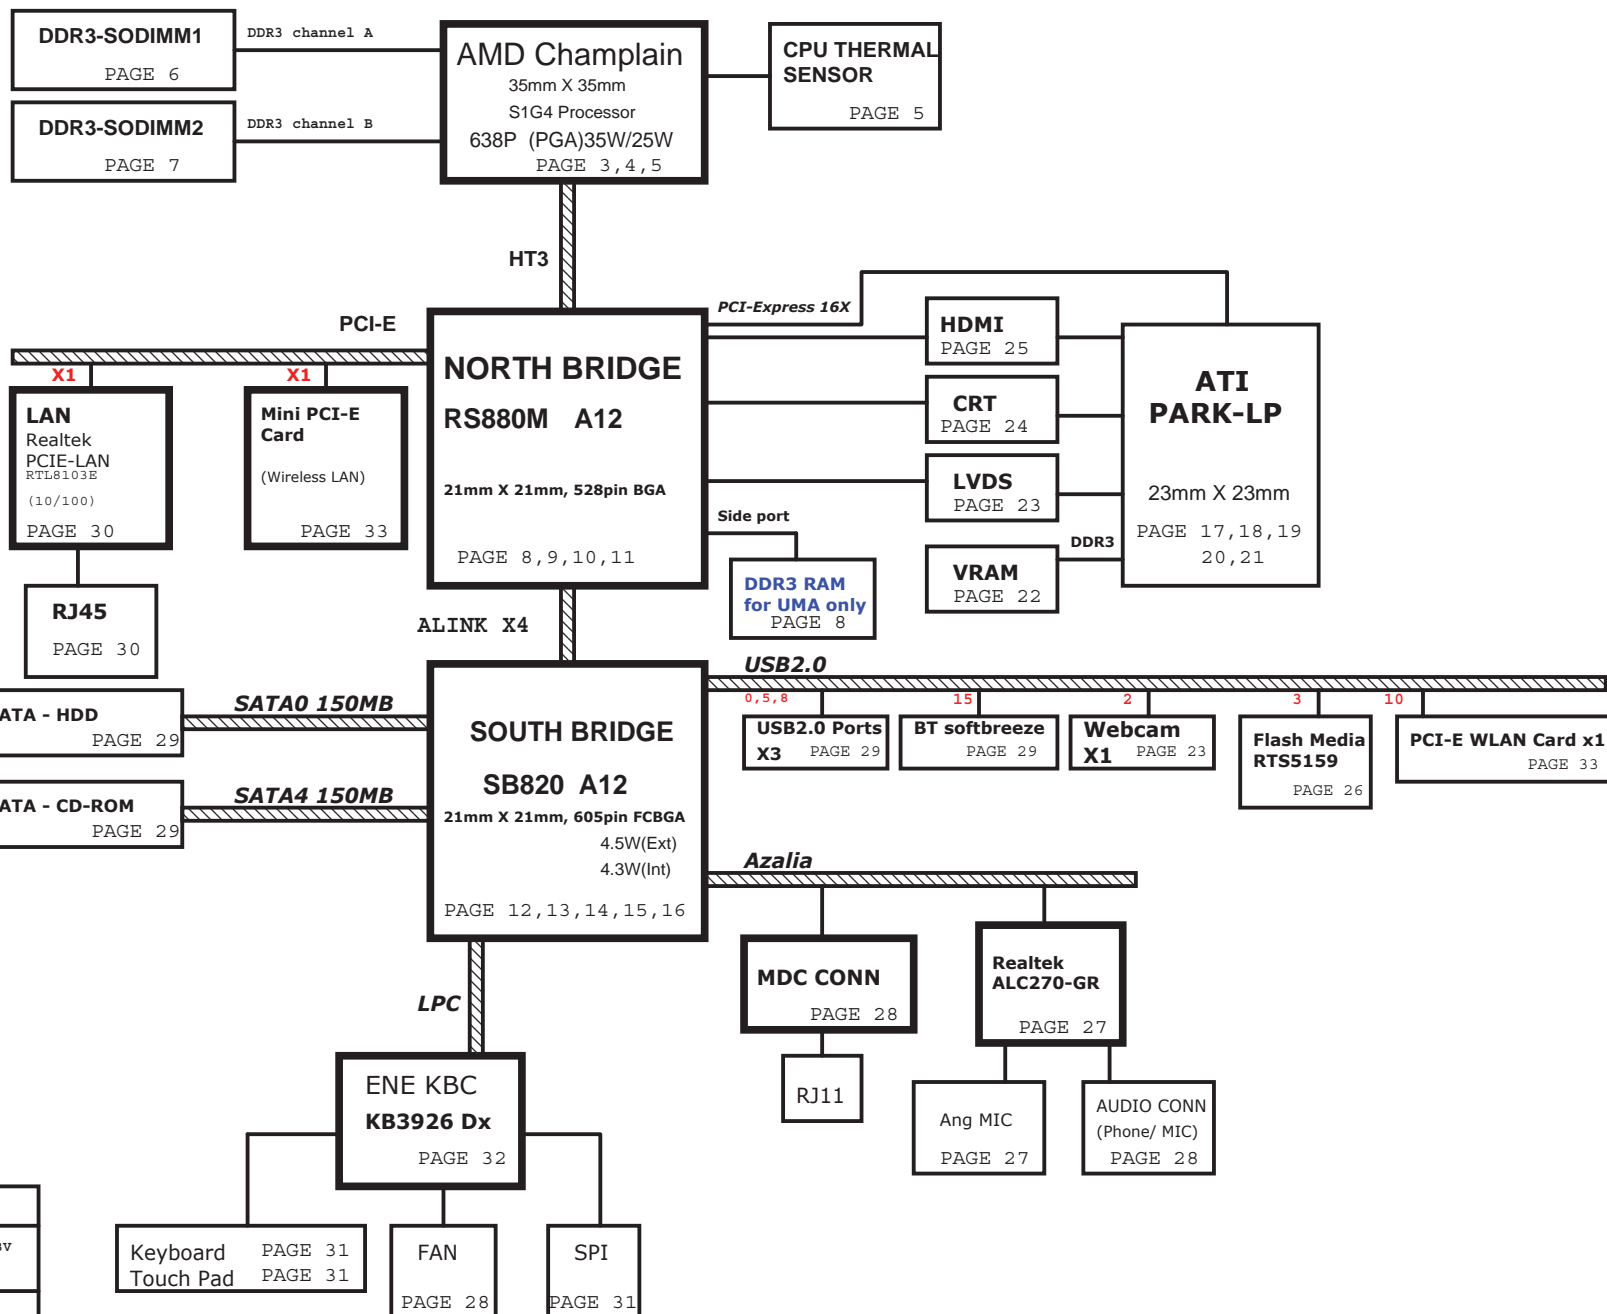 DDR3-SODIMM1
PAGE 6
DDR3 channel A
DDR3-SODIMM2
PAGE 7
DDR3 channel B
AMD Champlain
35mm X 35mm
S1G4 Processor
638P (PGA)35W/25W
PAGE 3,4,5
CPU THERMAL
SENSOR
PAGE 5
HT3
PCI-E
X1
X1
LAN
Realtek
PCIE-LAN
RTL8103E
(10/100)
PAGE 30
Mini PCI-E
Card
(Wireless LAN)
PAGE 33
RJ45
PAGE 30
NORTH BRIDGE
RS880M A12
21mm X 21mm, 528pin BGA
PAGE 8,9,10,11
PCI-Express 16X
HDMI
PAGE 25
CRT
PAGE 24
LVDS
PAGE 23
VRAM
PAGE 22
DDR3
ATI
PARK-LP
23mm X 23mm
PAGE 17,18,19
20,21
Side port
DDR3 RAM
for UMA only
PAGE 8
ALINK X4
ATA - HDD
PAGE 29
SATA0 150MB
ATA - CD-ROM
PAGE 29
SATA4 150MB
SOUTH BRIDGE
SB820 A12
21mm X 21mm, 605pin FCBGA
4.5W(Ext)
4.3W(Int)
PAGE 12,13,14,15,16
USB2.0
0,5,8
15
2
3
10
USB2.0 Ports
X3 PAGE 29
BT softbreeze
PAGE 29
Webcam
X1 PAGE 23
Flash Media
RTS5159
PAGE 26
PCI-E WLAN Card x1
PAGE 33
Azalia
MDC CONN
PAGE 28
RJ11
Realtek
ALC270-GR
PAGE 27
Ang MIC
PAGE 27
AUDIO CONN
(Phone/ MIC)
PAGE 28
LPC
ENE KBC
KB3926 Dx
PAGE 32
Keyboard PAGE 31
Touch Pad PAGE 31
FAN
PAGE 28
SPI
PAGE 31